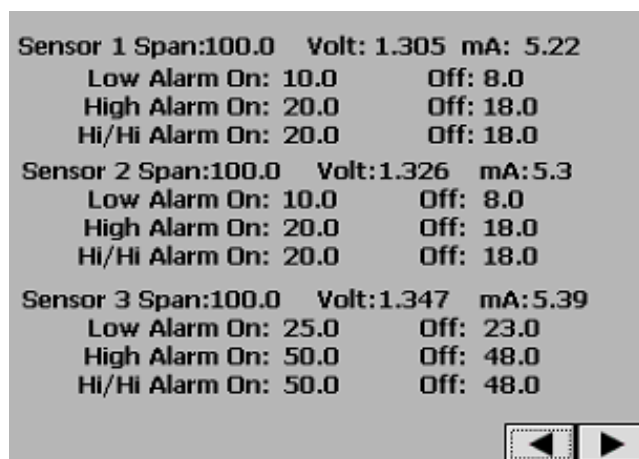 Sensor 1 Span:100.0 Volt: 1.305 mA: 5.22
Low Alarm On: 10.0 Off: 8.0
High Alarm On: 20.0 Off: 18.0
Hi/Hi Alarm On: 20.0 Off: 18.0
Sensor 2 Span:100.0 Volt:1.326 mA:5.3
Low Alarm On: 10.0 Off: 8.0
High Alarm On: 20.0 Off: 18.0
Hi/Hi Alarm On: 20.0 Off: 18.0
Sensor 3 Span:100.0 Volt:1.347 mA:5.39
Low Alarm On: 25.0 Off: 23.0
High Alarm On: 50.0 Off: 48.0
Hi/Hi Alarm On: 50.0 Off: 48.0